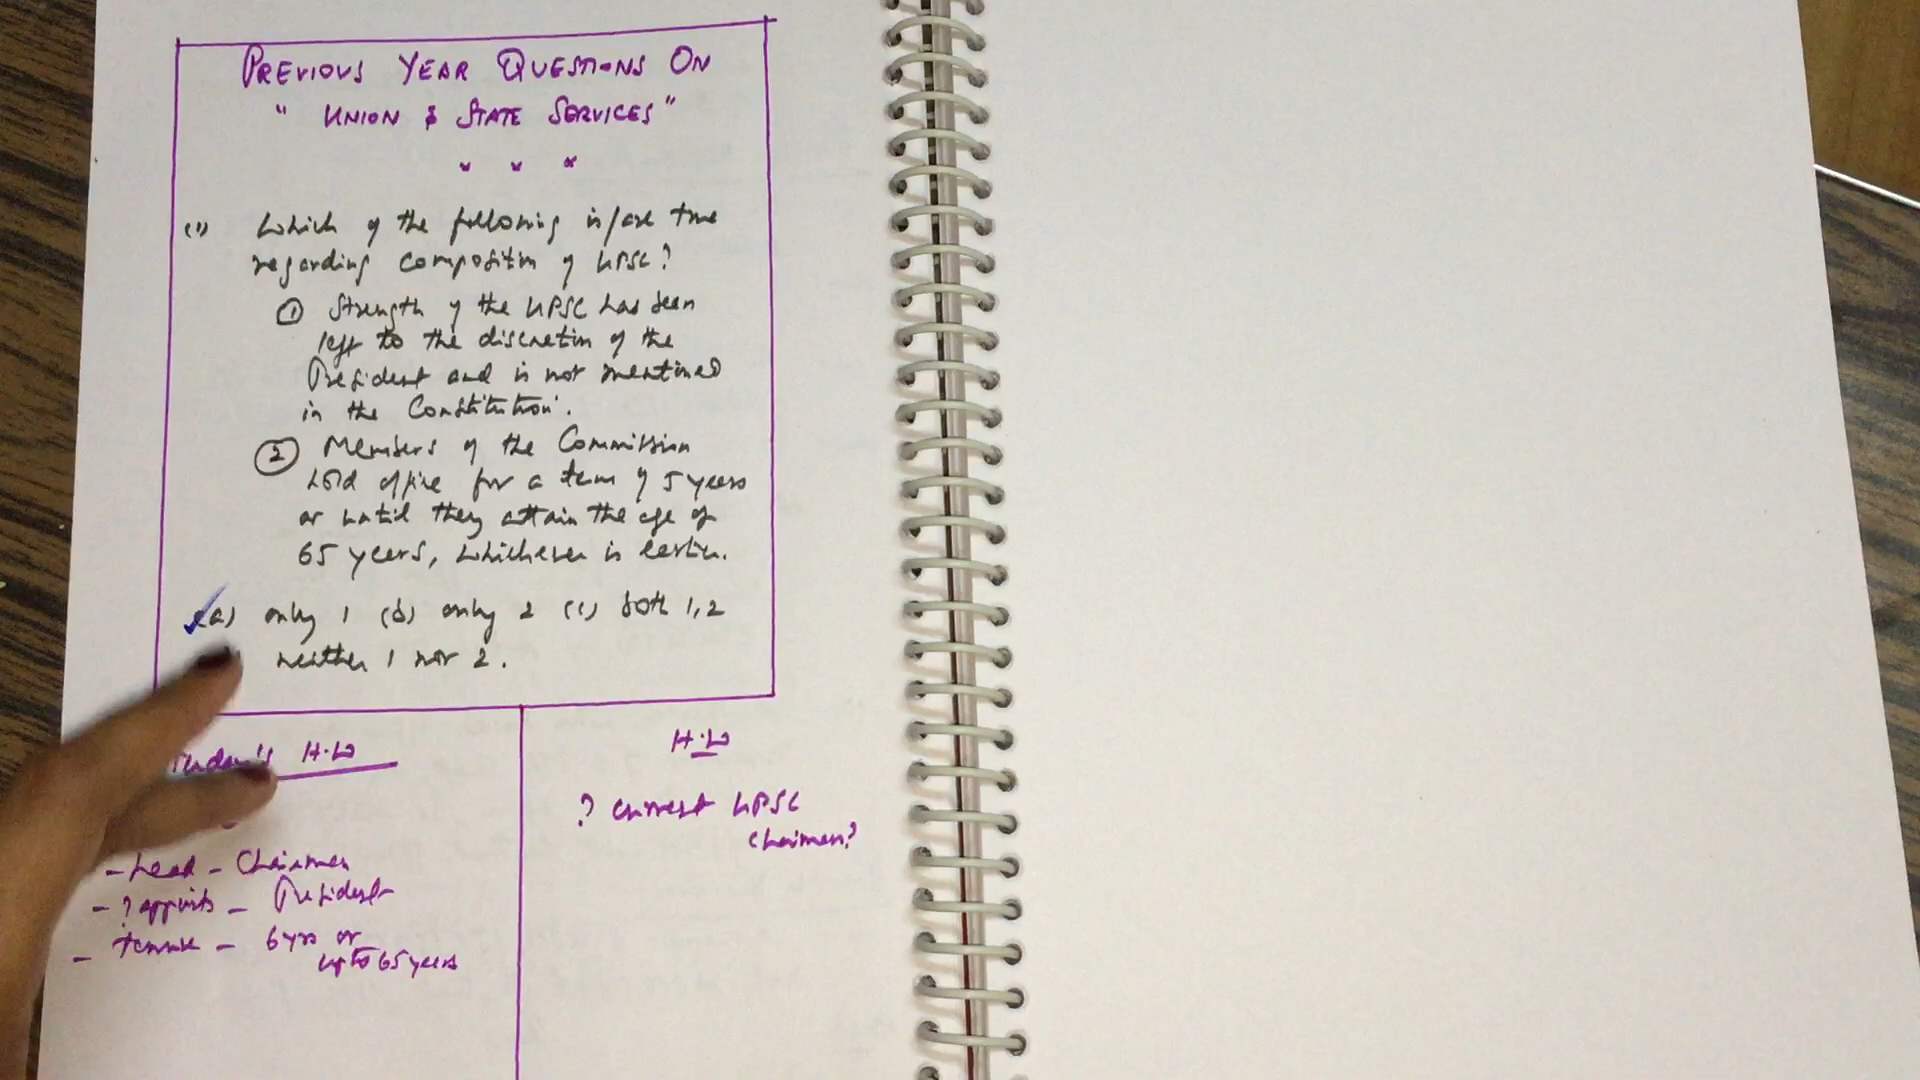 PREVIOUS YEAR QUESTIONS ON
" UNION & STATE SERVICES "
(1) Which of the following is/are true
regarding composition of UPSC?
① Strength of the UPSC has been
left to the discretion of the
President and is not mentioned
in the Constitution.
② Members of the Commission
hold office for a term of 5 years
or until they attain the age of
65 years, whichever is earlier.
(a) only 1 (b) only 2 (c) both 1,2
neither 1 nor 2.
H.W
- head - Chairman
- ? appoints - President
- tenure - 6 yrs or
upto 65 years
H.W
? current UPSC
Chairman?